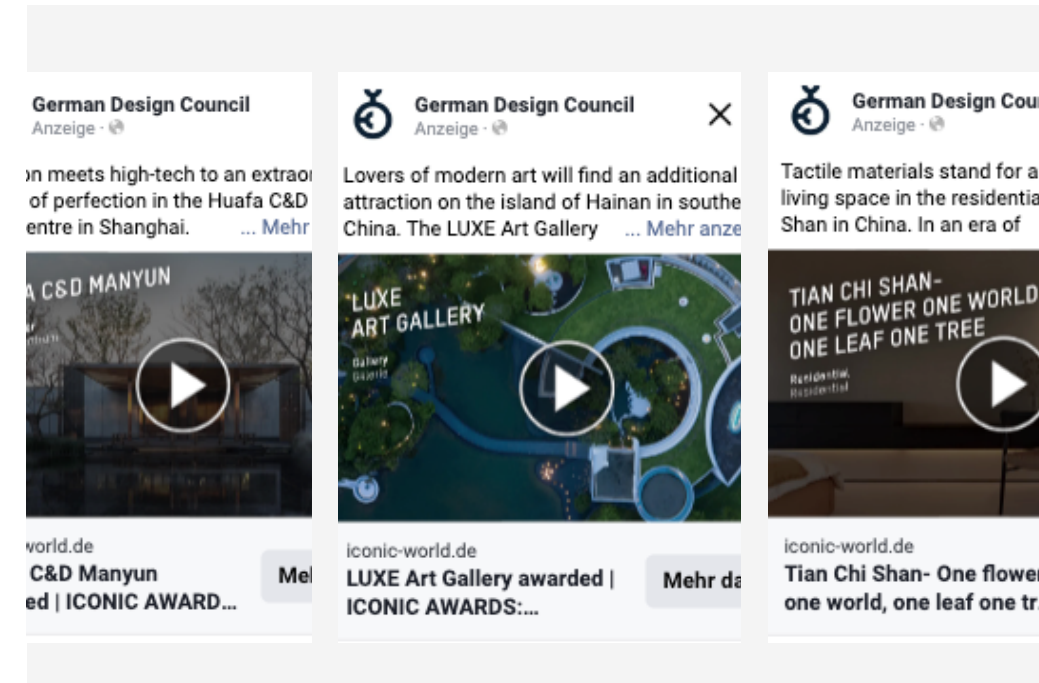 German Design Council
Anzeige ·
on meets high-tech to an extraor
of perfection in the Huafa C&D
entre in Shanghai. ... Mehr
A C&D MANYUN
world.de
C&D Manyun
ed | ICONIC AWARD...
Meh
German Design Council
Anzeige ·
Lovers of modern art will find an additional
attraction on the island of Hainan in southe
China. The LUXE Art Gallery ... Mehr anze
LUXE
ART GALLERY
Gallery
Galerie
iconic-world.de
LUXE Art Gallery awarded |
ICONIC AWARDS:...
Mehr da
German Design Cou
Anzeige ·
Tactile materials stand for a
living space in the residentia
Shan in China. In an era of
TIAN CHI SHAN-
ONE FLOWER ONE WORLD
ONE LEAF ONE TREE
Residential
Residential
iconic-world.de
Tian Chi Shan- One flower
one world, one leaf one tr